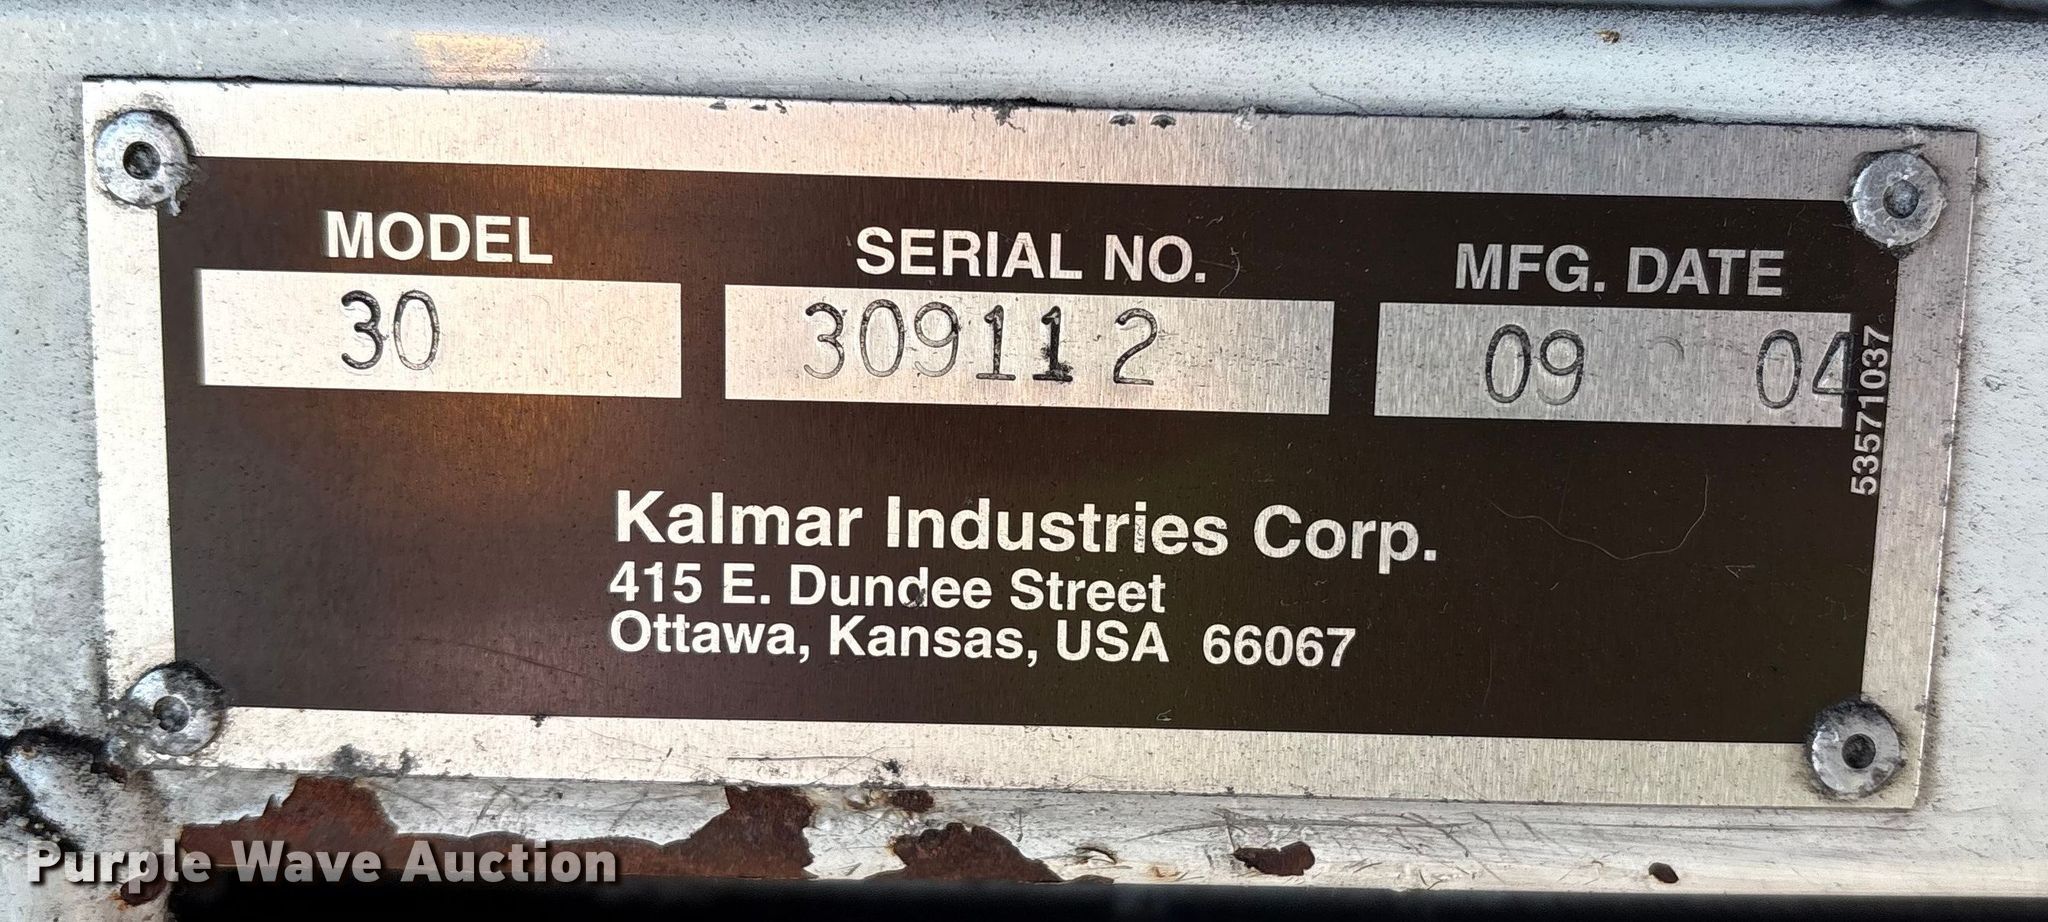 MODEL SERIAL NO. MFG. DATE
30 309112 09 04
53571037
Kalmar Industries Corp.
415 E. Dundee Street
Ottawa, Kansas, USA 66067
Purple Wave Auction